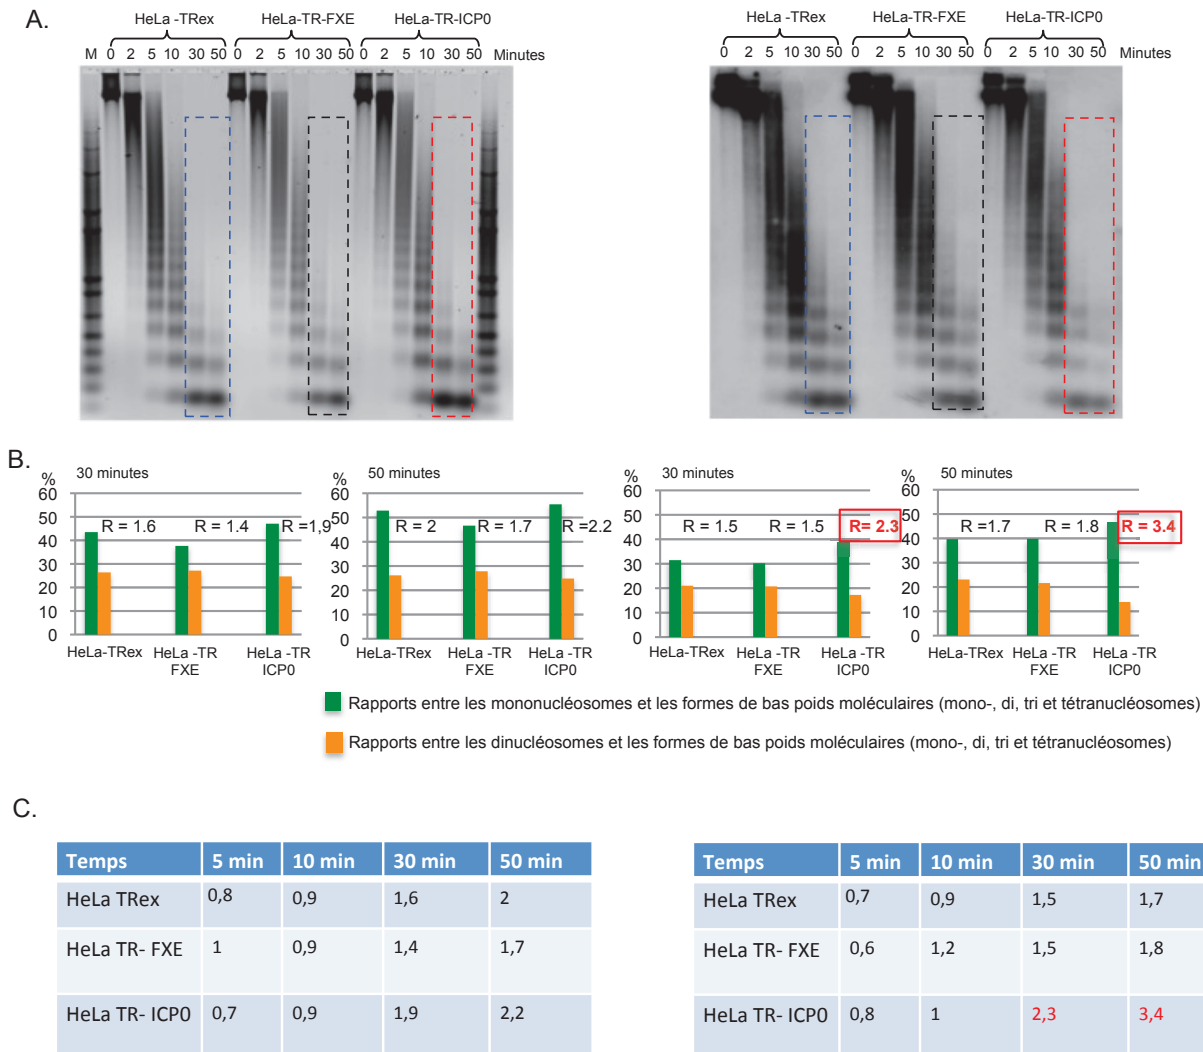 A.
HeLa -TRex HeLa-TR-FXE HeLa-TR-ICP0
M 0 2 5 10 30 50 0 2 5 10 30 50 0 2 5 10 30 50 Minutes
HeLa -TRex HeLa-TR-FXE HeLa-TR-ICP0
0 2 5 10 30 50 0 2 5 10 30 50 0 2 5 10 30 50 Minutes
B.
% 30 minutes
60
50
40
30
20
10
0
R = 1.6 R = 1.4 R =1,9
HeLa-TRex HeLa -TR HeLa -TR
FXE ICP0
% 50 minutes
60
50
40
30
20
10
0
R = 2 R = 1.7 R =2.2
HeLa-TRex HeLa -TR HeLa -TR
FXE ICP0
% 30 minutes
60
50
40
30
20
10
0
R = 1.5 R = 1.5 R= 2.3
HeLa-TRex HeLa -TR HeLa -TR
FXE ICP0
% 50 minutes
60
50
40
30
20
10
0
R =1.7 R = 1.8 R = 3.4
HeLa-TRex HeLa -TR HeLa -TR
FXE ICP0
Rapports entre les mononucléosomes et les formes de bas poids moléculaires (mono-, di, tri et tétranucléosomes)
Rapports entre les dinucléosomes et les formes de bas poids moléculaires (mono-, di, tri et tétranucléosomes)
C.
Temps 5 min 10 min 30 min 50 min
HeLa TRex 0,8 0,9 1,6 2
HeLa TR- FXE 1 0,9 1,4 1,7
HeLa TR- ICP0 0,7 0,9 1,9 2,2
Temps 5 min 10 min 30 min 50 min
HeLa TRex 0,7 0,9 1,5 1,7
HeLa TR- FXE 0,6 1,2 1,5 1,8
HeLa TR- ICP0 0,8 1 2,3 3,4